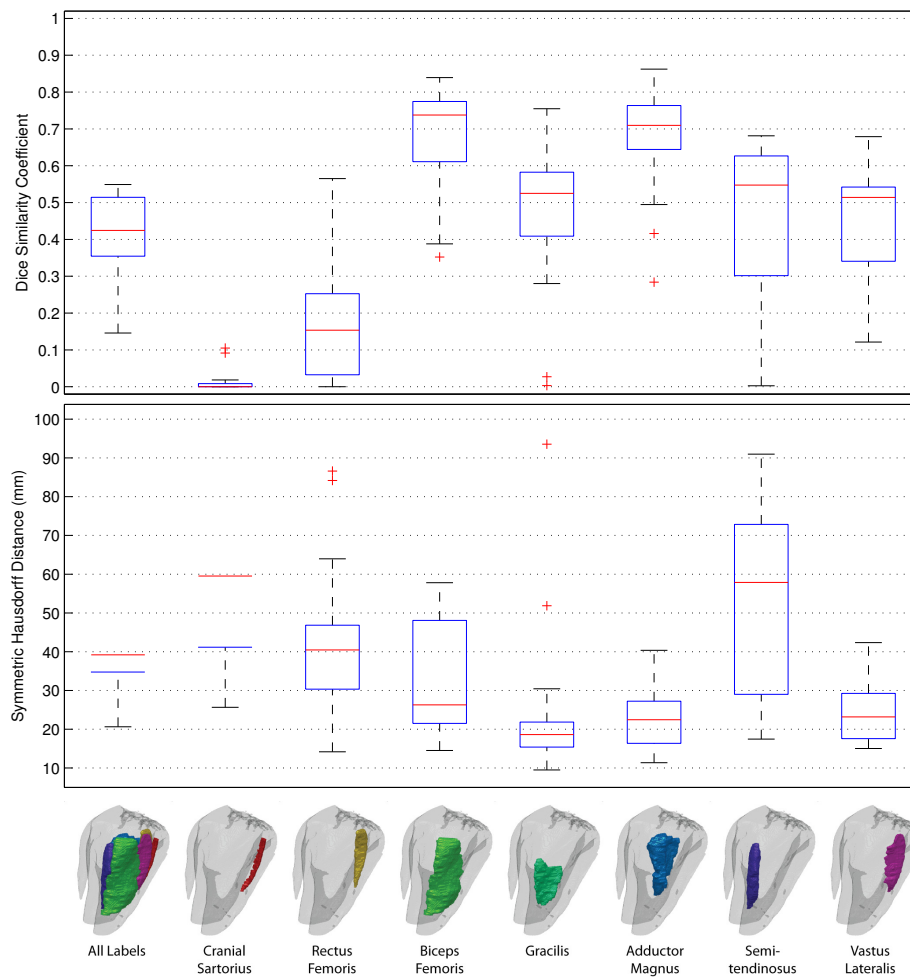 1
0.9
0.8
0.7
0.6
0.5
0.4
0.3
0.2
0.1
0
Dice Similarity Coefficient
100
90
80
70
60
50
40
30
20
10
Symmetric Hausdorff Distance (mm)
All Labels
Cranial
Sartorius
Rectus
Femoris
Biceps
Femoris
Gracilis
Adductor
Magnus
Semi-
tendinosus
Vastus
Lateralis